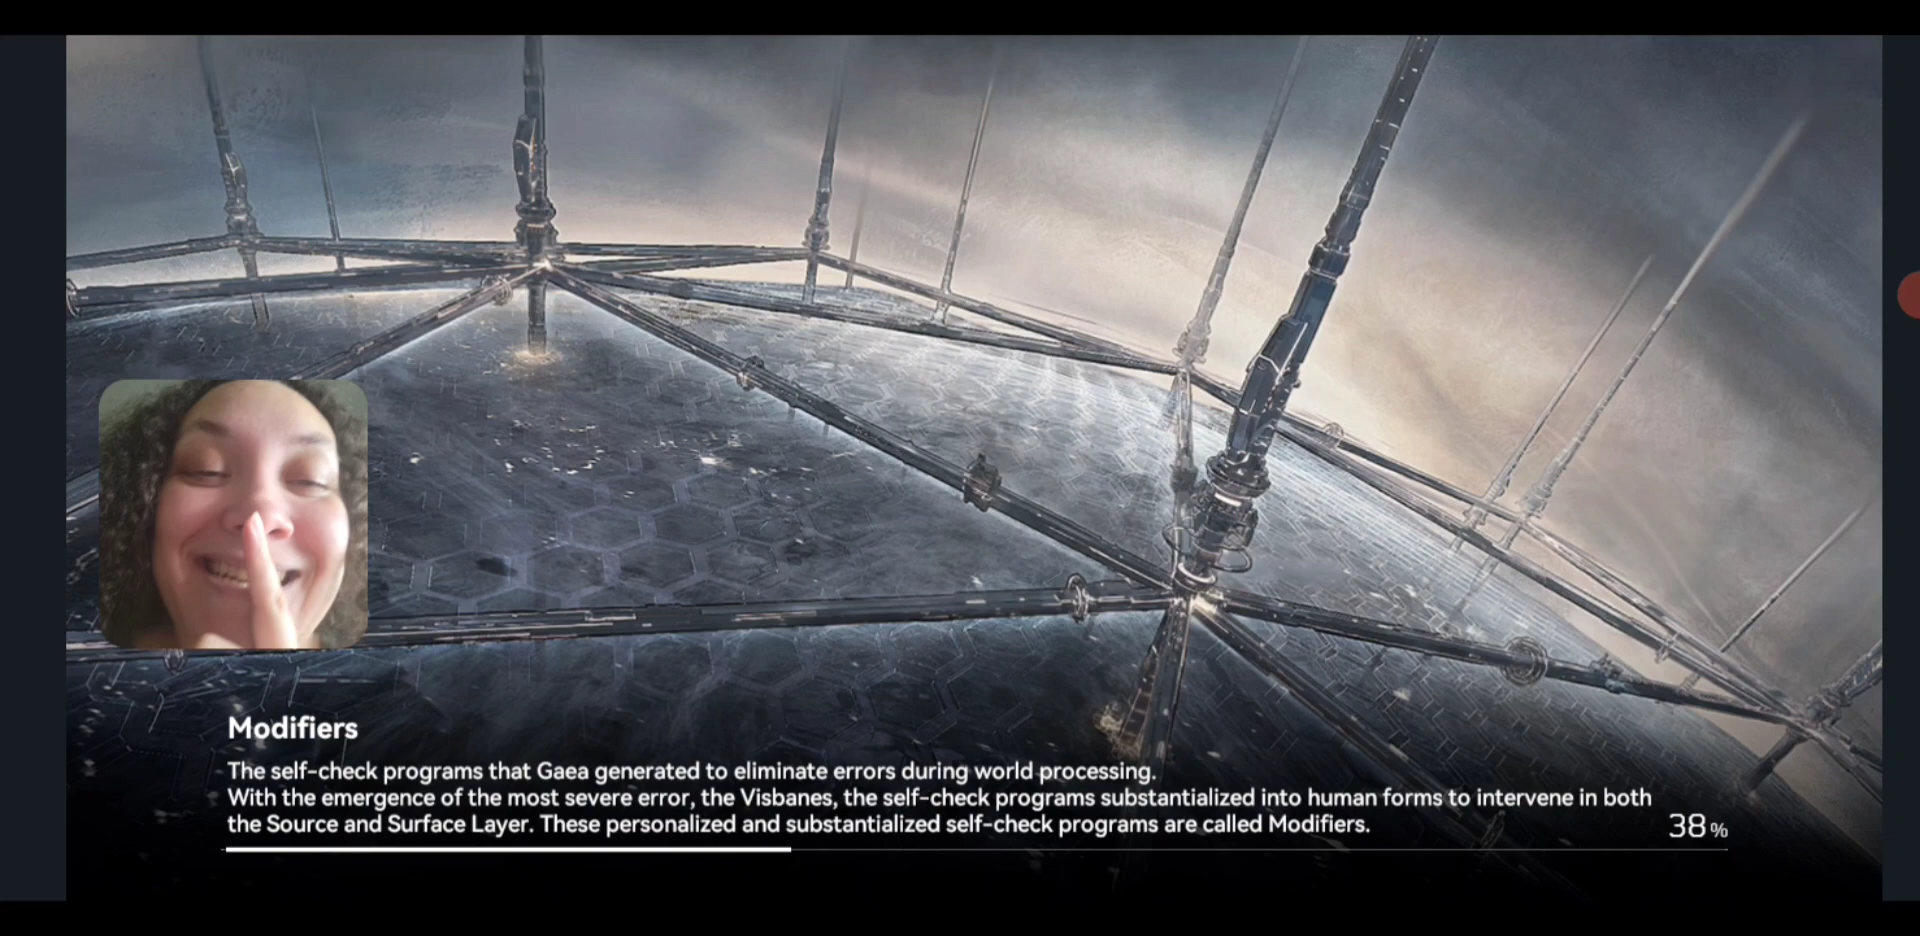 Modifiers
The self-check programs that Gaea generated to eliminate errors during world processing.
With the emergence of the most severe error, the Visbanes, the self-check programs substantialized into human forms to intervene in both
the Source and Surface Layer. These personalized and substantialized self-check programs are called Modifiers.
38%